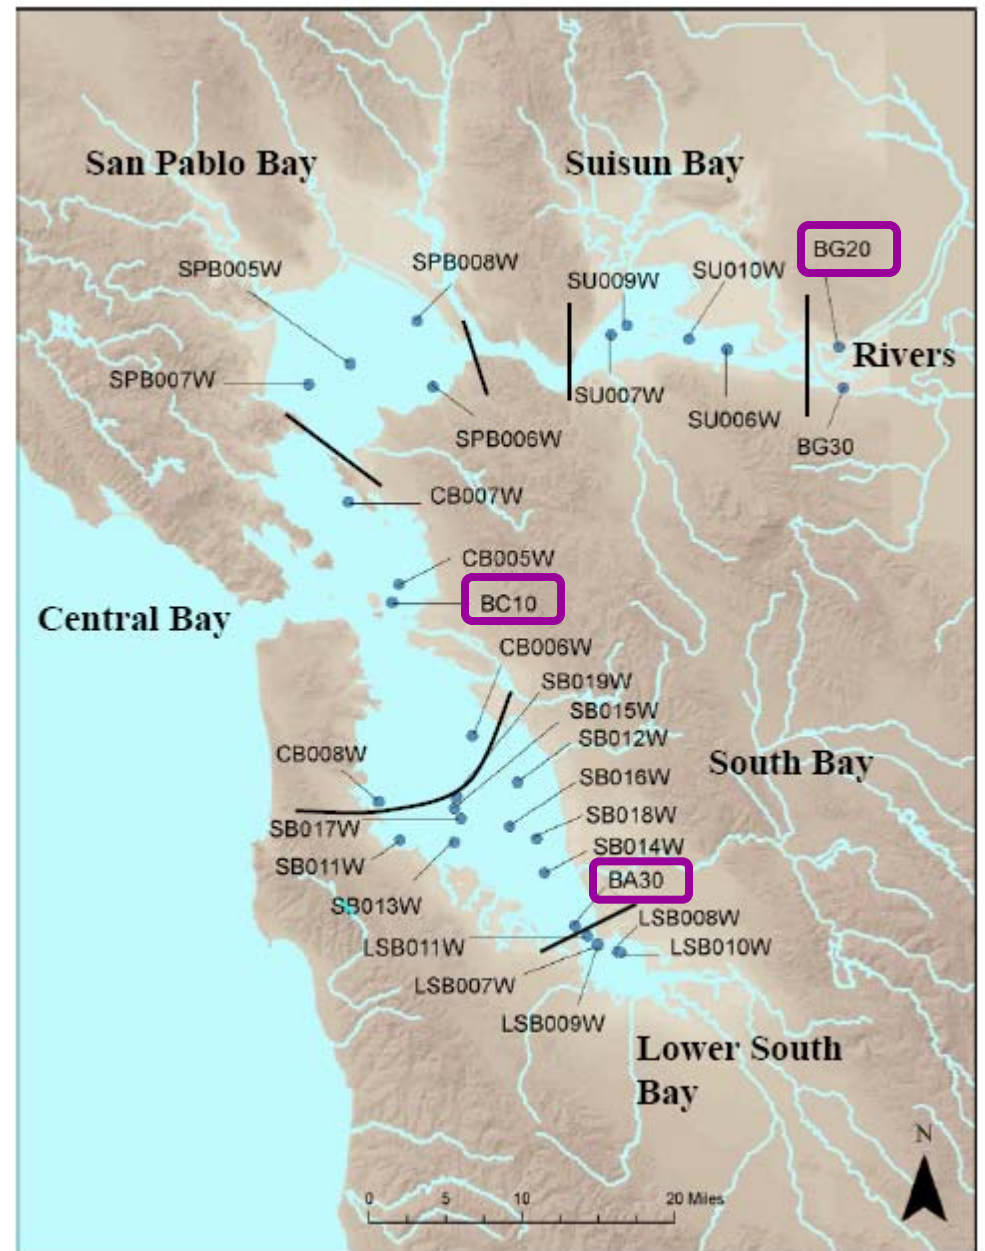 San Pablo Bay
Suisun Bay
BG20
SPB008W
SPB005W
SU010W
SU009W
Rivers
SPB007W
SU007W
SU006W
SPB006W
BG30
CB007W
CB005W
BC10
Central Bay
CB006W
SB019W
SB015W
SB012W
CB008W
South Bay
SB016W
SB018W
SB017W
SB014W
SB011W
BA30
SB013W
LSB008W
LSB011W
LSB010W
LSB007W
LSB009W
Lower South
Bay
N
0 5 10 20 Miles